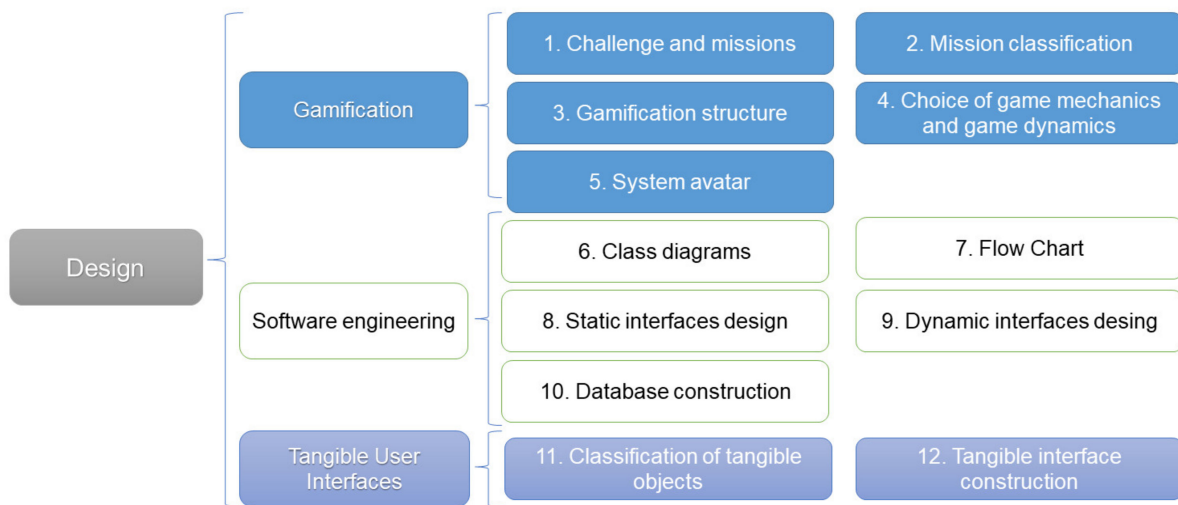 Design
Gamification
1. Challenge and missions
2. Mission classification
3. Gamification structure
4. Choice of game mechanics
and game dynamics
5. System avatar
Software engineering
6. Class diagrams
7. Flow Chart
8. Static interfaces design
9. Dynamic interfaces desing
10. Database construction
Tangible User
Interfaces
11. Classification of tangible
objects
12. Tangible interface
construction